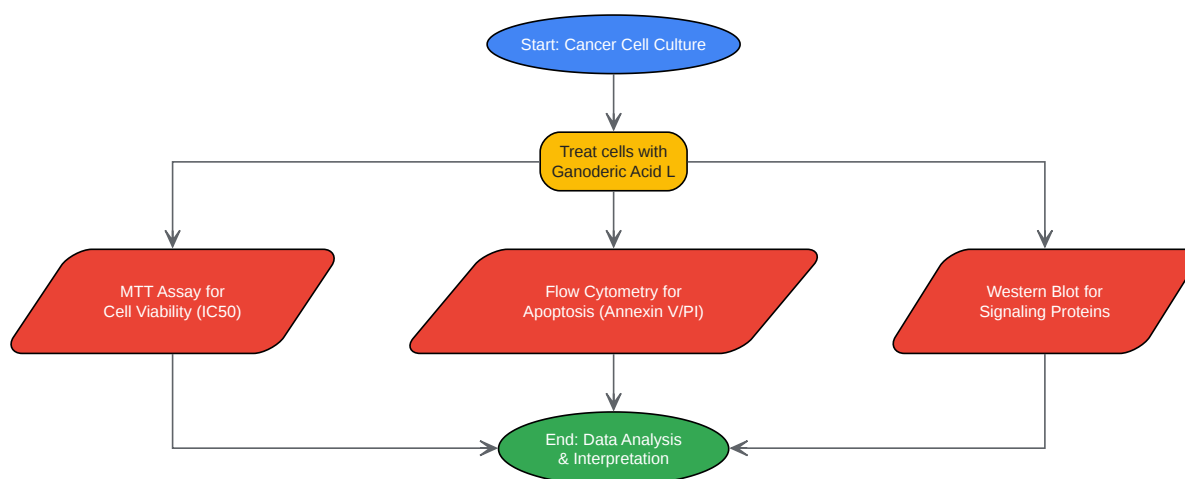 Start: Cancer Cell Culture
Treat cells with
Ganoderic Acid L
MTT Assay for
Cell Viability (IC50)
Flow Cytometry for
Apoptosis (Annexin V/PI)
Western Blot for
Signaling Proteins
End: Data Analysis
& Interpretation